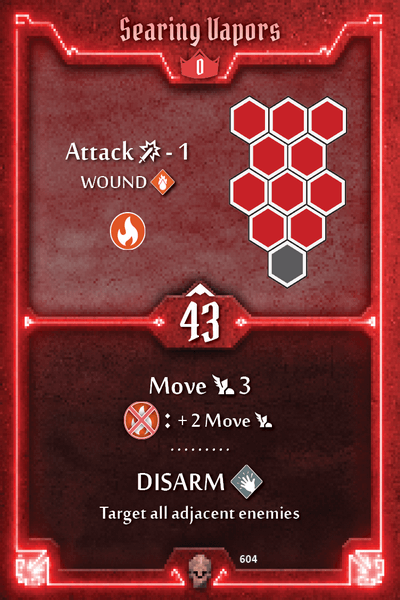 Searing Vapors
0
Attack - 1
WOUND
43
Move 3
: + 2 Move
DISARM
Target all adjacent enemies
604